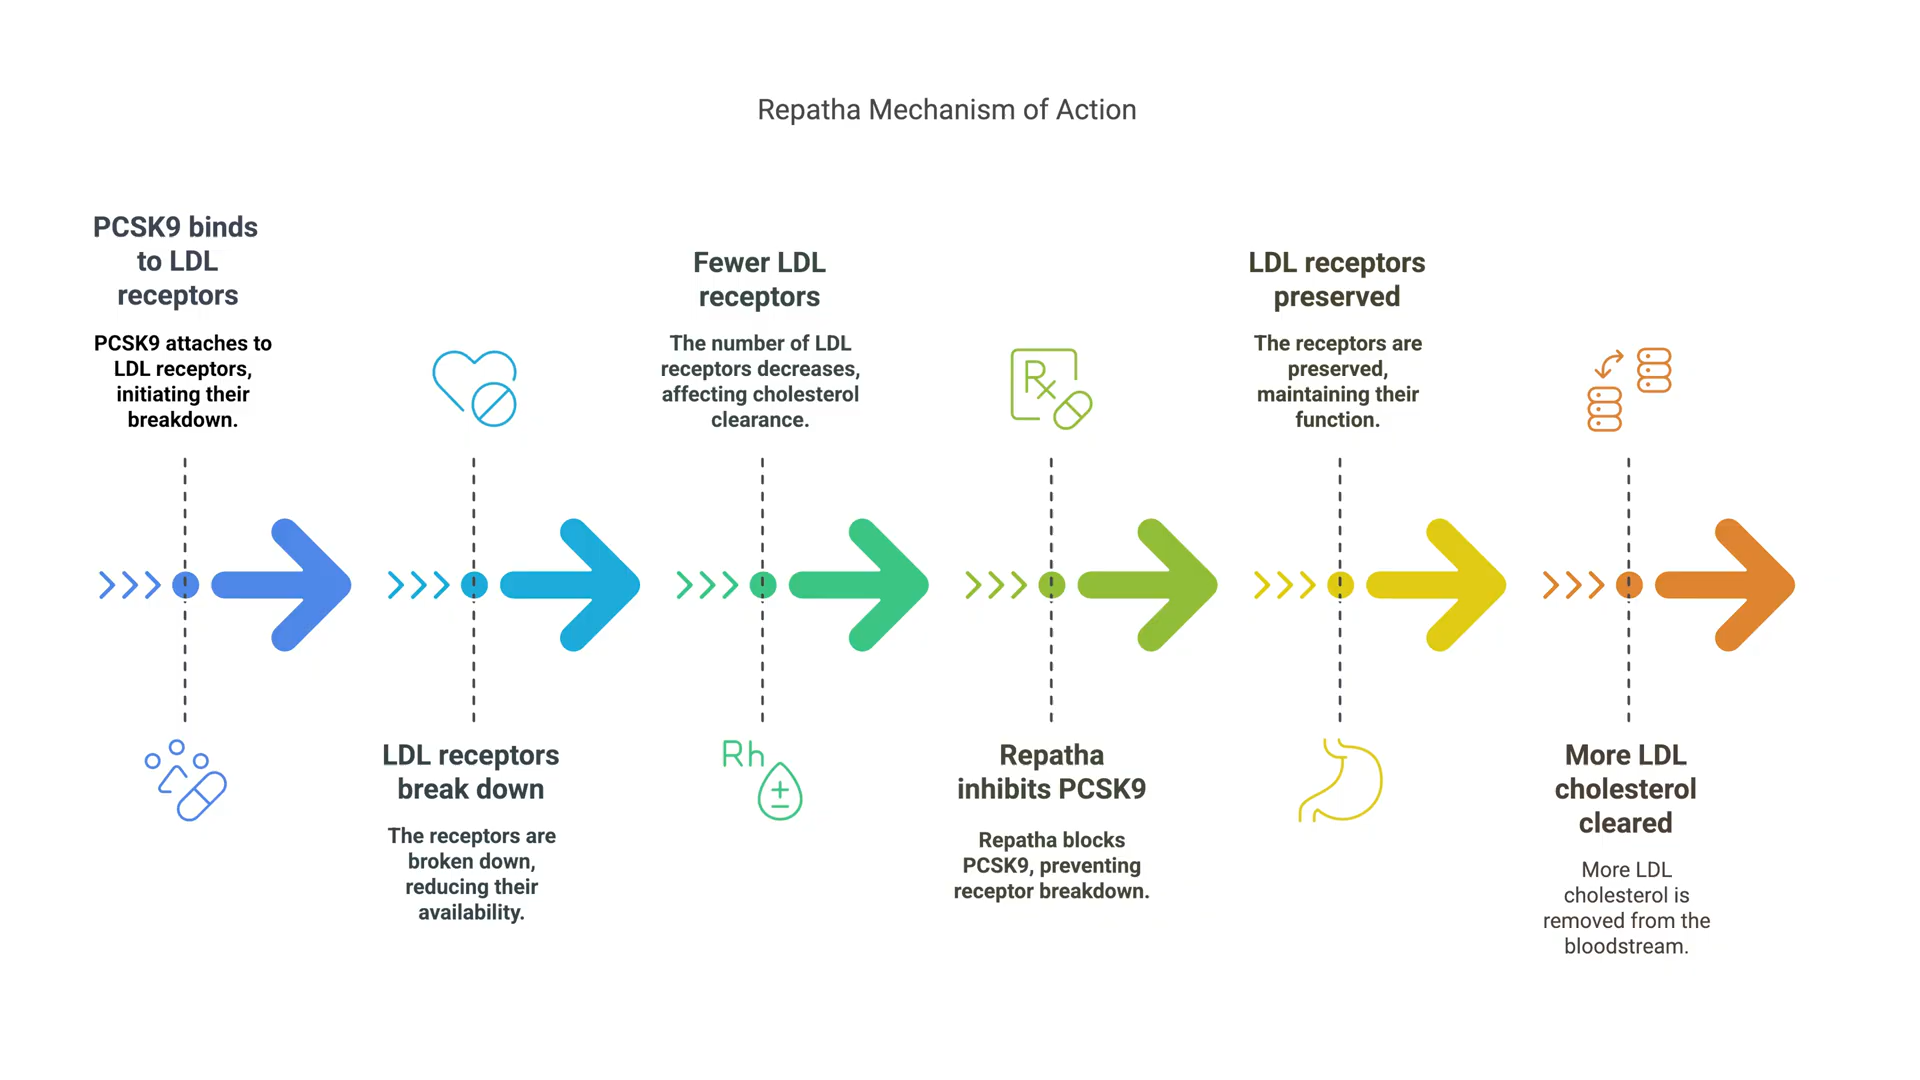 Repatha Mechanism of Action
PCSK9 binds
to LDL
receptors
PCSK9 attaches to
LDL receptors,
initiating their
breakdown.
LDL receptors
break down
The receptors are
broken down,
reducing their
availability.
Fewer LDL
receptors
The number of LDL
receptors decreases,
affecting cholesterol
clearance.
Rh
Rx
Repatha
inhibits PCSK9
Repatha blocks
PCSK9, preventing
receptor breakdown.
LDL receptors
preserved
The receptors are
preserved,
maintaining their
function.
More LDL
cholesterol
cleared
More LDL
cholesterol is
removed from the
bloodstream.